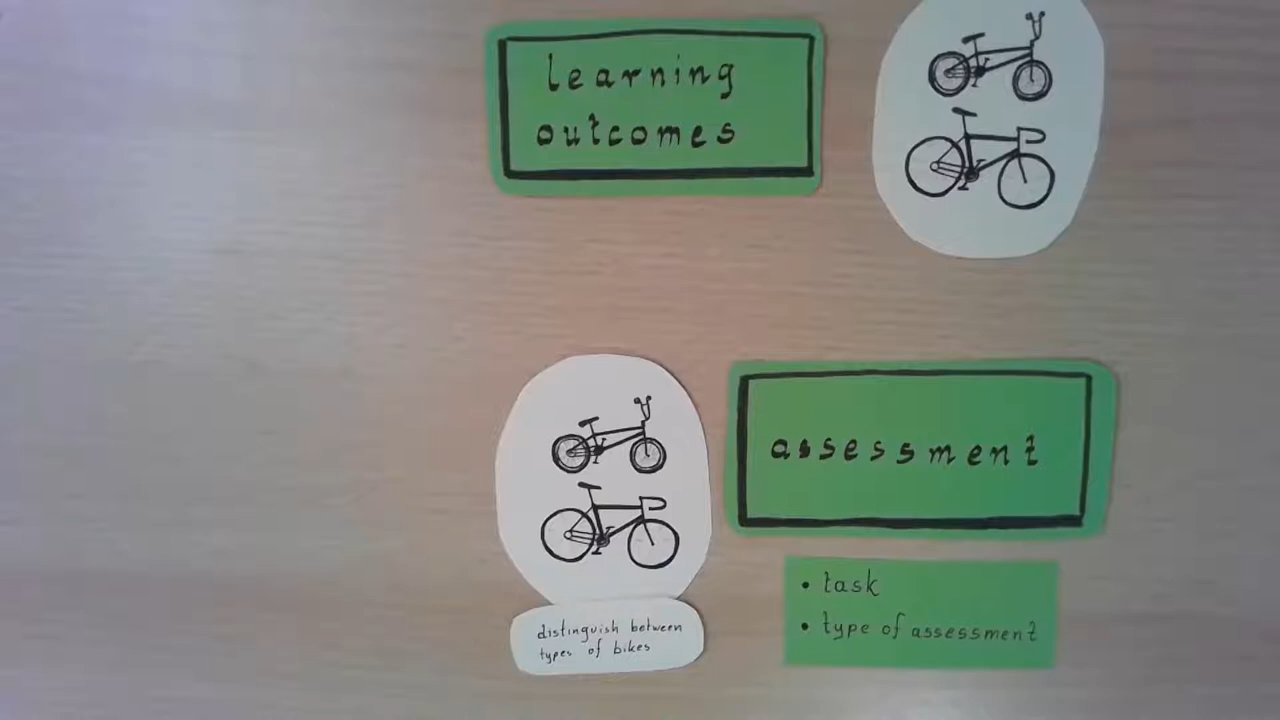 learning
outcomes
assessment
• task
• type of assessment
distinguish between
types of bikes